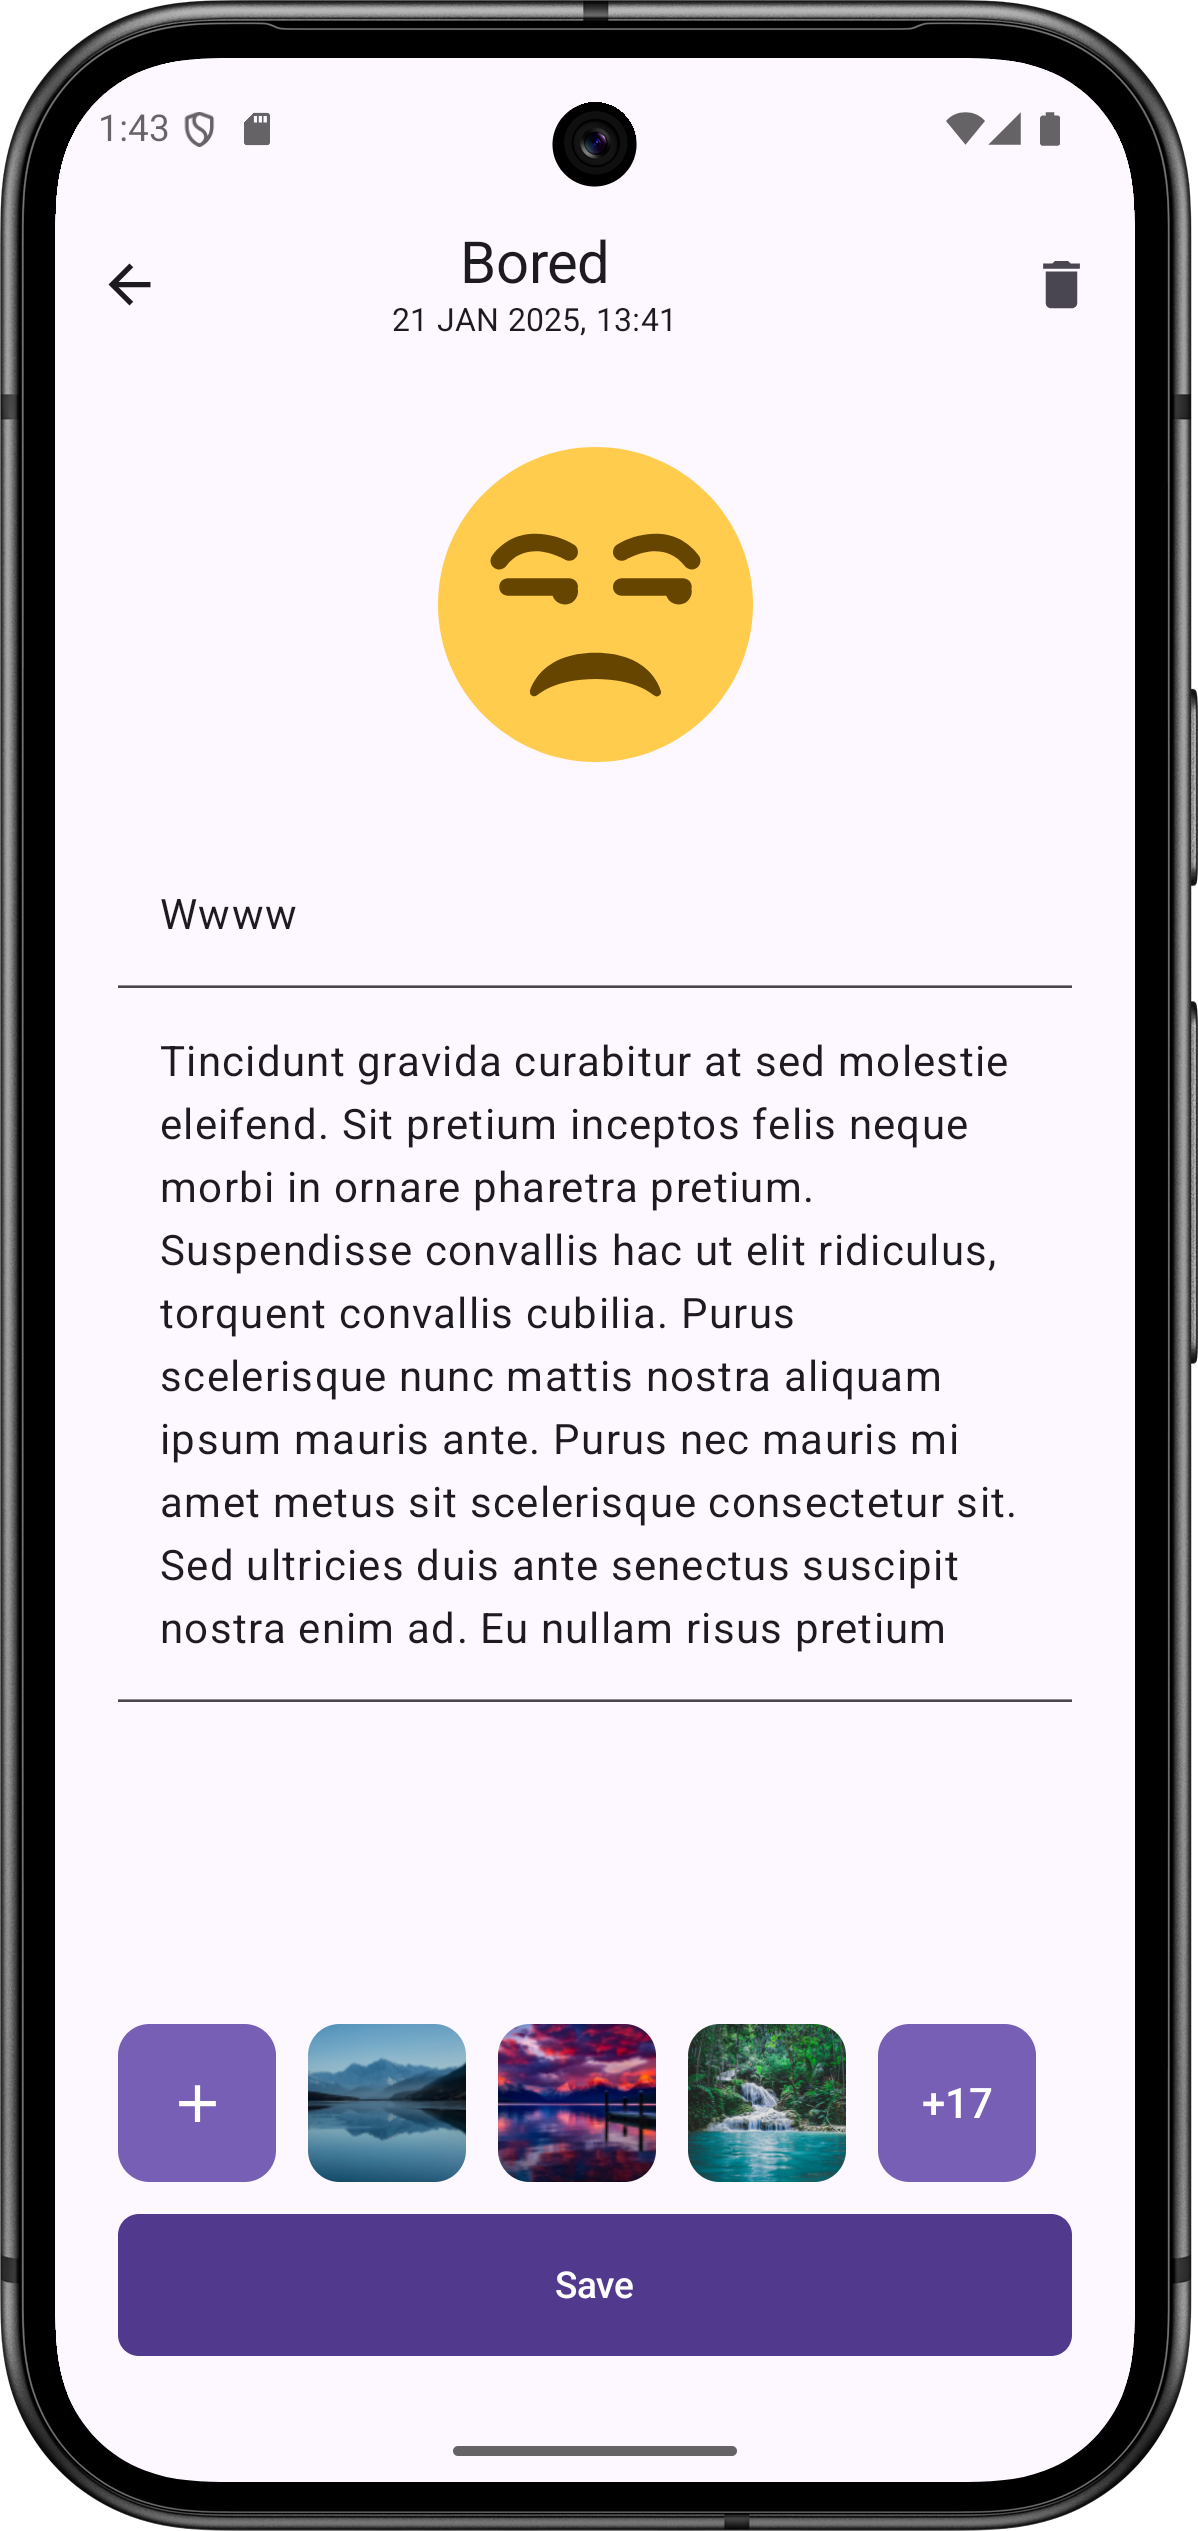 1:43
Bored
21 JAN 2025, 13:41
Wwww
Tincidunt gravida curabitur at sed molestie
eleifend. Sit pretium inceptos felis neque
morbi in ornare pharetra pretium.
Suspendisse convallis hac ut elit ridiculus,
torquent convallis cubilia. Purus
scelerisque nunc mattis nostra aliquam
ipsum mauris ante. Purus nec mauris mi
amet metus sit scelerisque consectetur sit.
Sed ultricies duis ante senectus suscipit
nostra enim ad. Eu nullam risus pretium
+17
Save